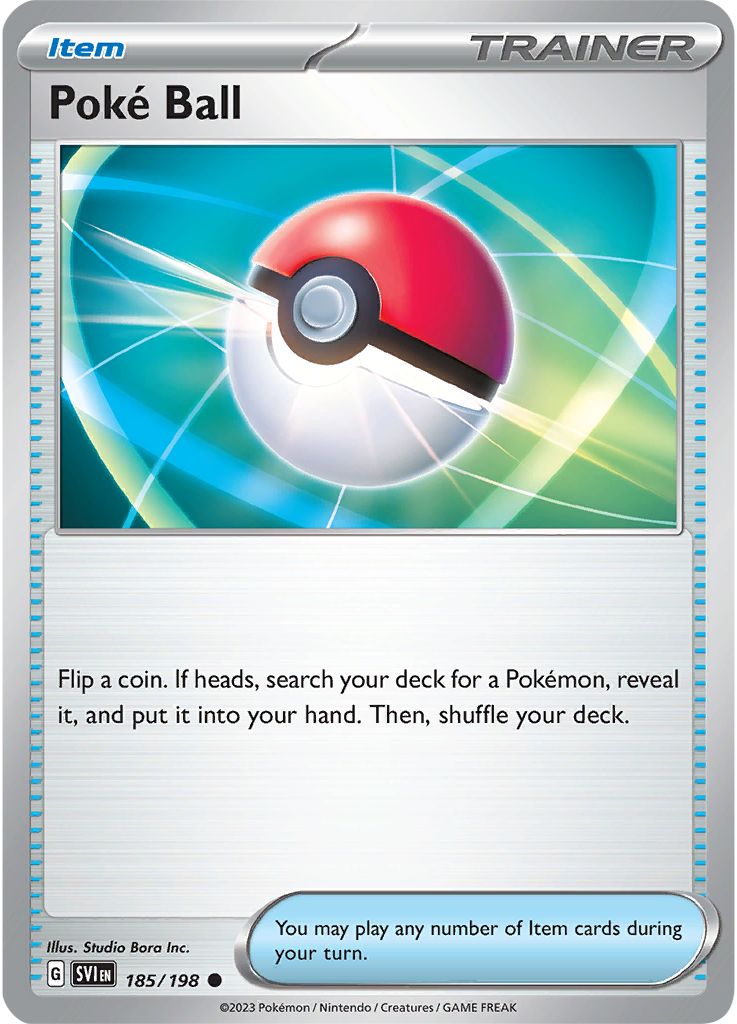 Item
TRAINER
Poké Ball
Flip a coin. If heads, search your deck for a Pokémon, reveal
it, and put it into your hand. Then, shuffle your deck.
You may play any number of Item cards during
your turn.
Illus. Studio Bora Inc.
G SVI EN 185/198
©2023 Pokémon / Nintendo / Creatures / GAME FREAK